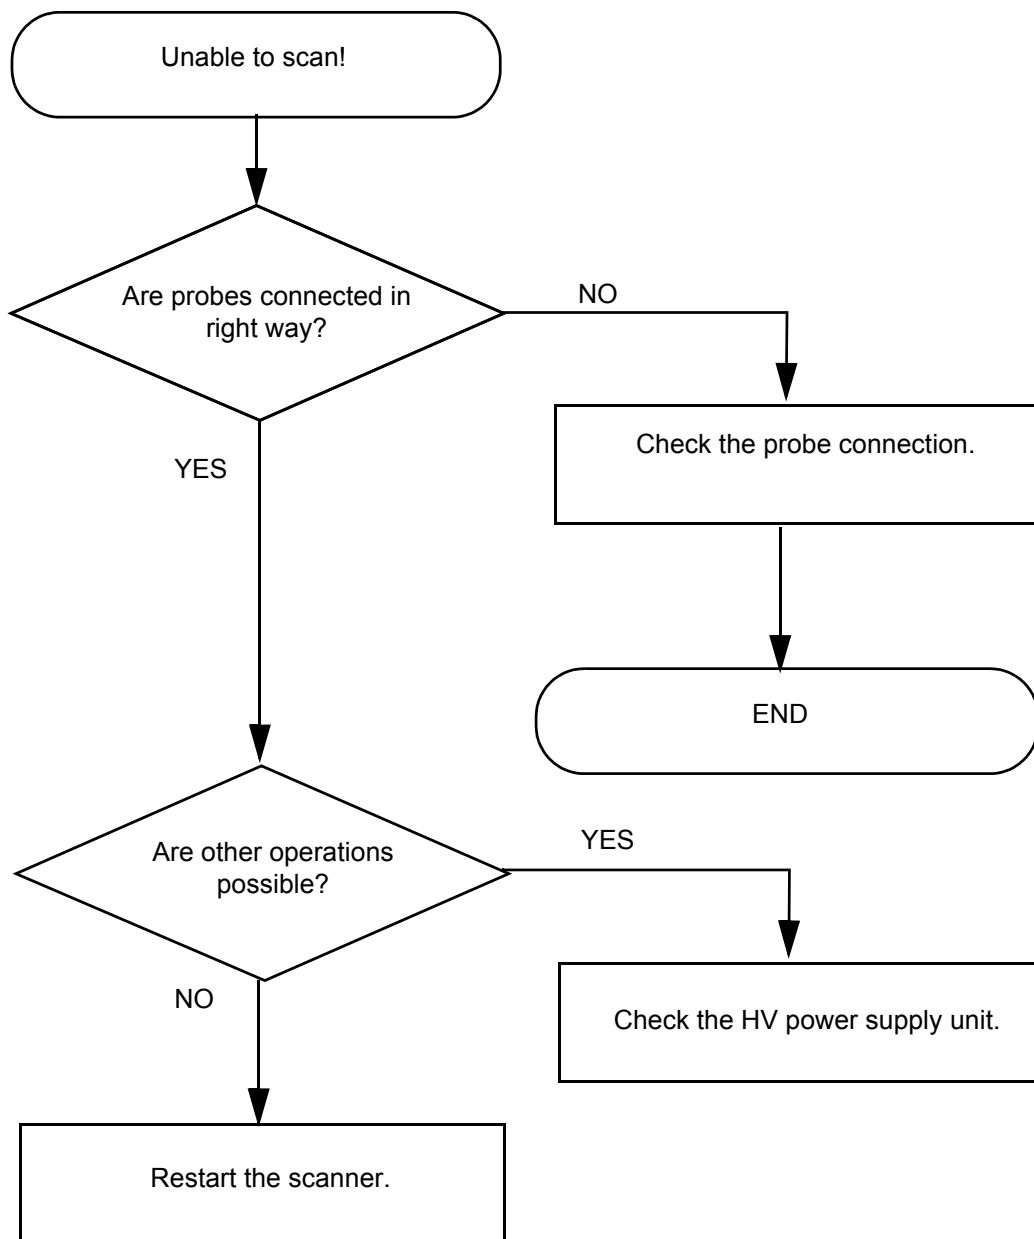 Unable to scan!
Are probes connected in
right way?
NO
Check the probe connection.
YES
END
Are other operations
possible?
YES
Check the HV power supply unit.
NO
Restart the scanner.